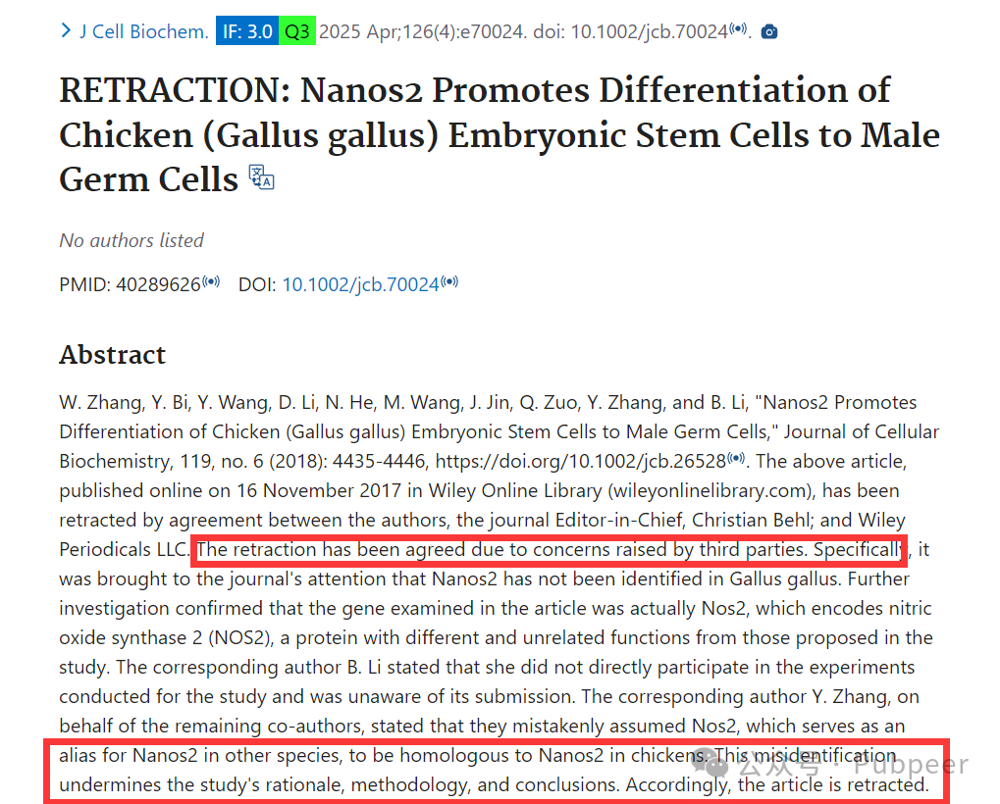 J Cell Biochem. IF: 3.0 Q3 2025 Apr;126(4):e70024. doi: 10.1002/jcb.70024.
RETRACTION: Nanos2 Promotes Differentiation of
Chicken (Gallus gallus) Embryonic Stem Cells to Male
Germ Cells
No authors listed
PMID: 40289626 DOI: 10.1002/jcb.70024
Abstract
W. Zhang, Y. Bi, Y. Wang, D. Li, N. He, M. Wang, J. Jin, Q. Zuo, Y. Zhang, and B. Li, "Nanos2 Promotes
Differentiation of Chicken (Gallus gallus) Embryonic Stem Cells to Male Germ Cells," Journal of Cellular
Biochemistry, 119, no. 6 (2018): 4435-4446, https://doi.org/10.1002/jcb.26528. The above article,
published online on 16 November 2017 in Wiley Online Library (wileyonlinelibrary.com), has been
retracted by agreement between the authors, the journal Editor-in-Chief, Christian Behl; and Wiley
Periodicals LLC. The retraction has been agreed due to concerns raised by third parties. Specifically, it
was brought to the journal's attention that Nanos2 has not been identified in Gallus gallus. Further
investigation confirmed that the gene examined in the article was actually Nos2, which encodes nitric
oxide synthase 2 (NOS2), a protein with different and unrelated functions from those proposed in the
study. The corresponding author B. Li stated that she did not directly participate in the experiments
conducted for the study and was unaware of its submission. The corresponding author Y. Zhang, on
behalf of the remaining co-authors, stated that they mistakenly assumed Nos2, which serves as an
alias for Nanos2 in other species, to be homologous to Nanos2 in chickens. This misidentification
公众号 · Pubpeer
undermines the study's rationale, methodology, and conclusions. Accordingly, the article is retracted.